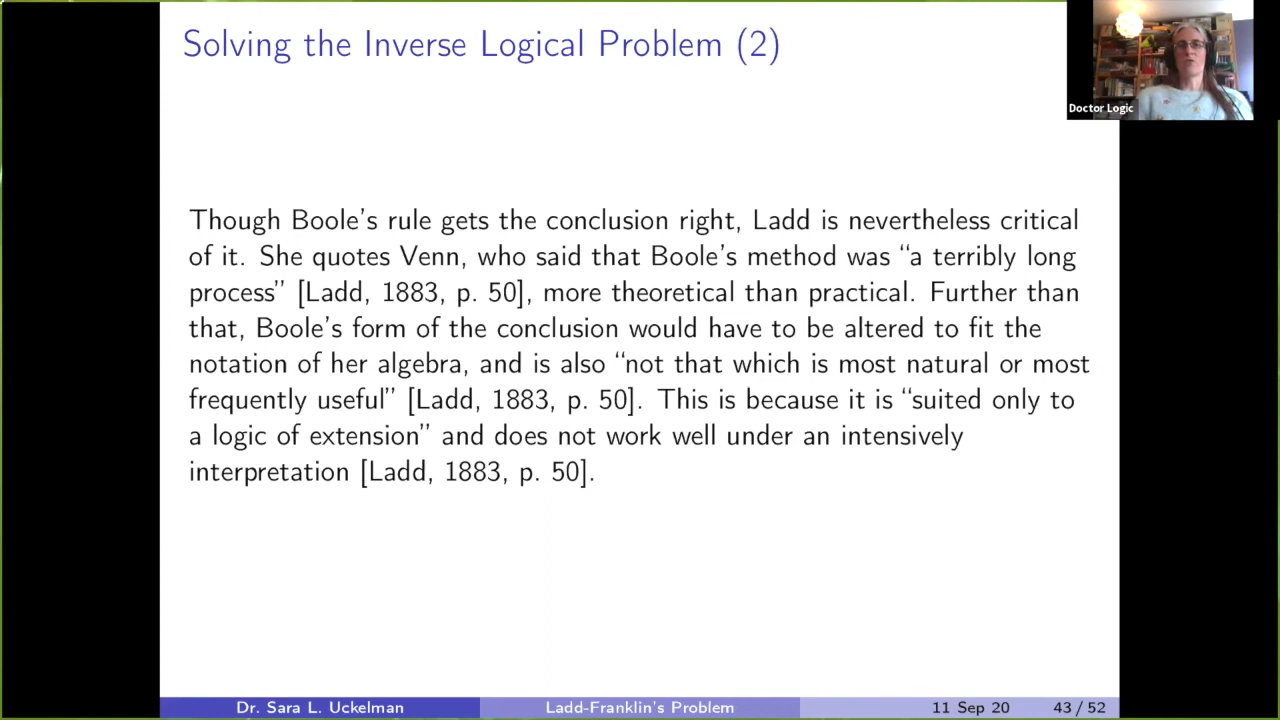 Solving the Inverse Logical Problem (2)
Doctor Logic
Though Boole's rule gets the conclusion right, Ladd is nevertheless critical
of it. She quotes Venn, who said that Boole's method was “a terribly long
process” [Ladd, 1883, p. 50], more theoretical than practical. Further than
that, Boole's form of the conclusion would have to be altered to fit the
notation of her algebra, and is also “not that which is most natural or most
frequently useful” [Ladd, 1883, p. 50]. This is because it is “suited only to
a logic of extension” and does not work well under an intensively
interpretation [Ladd, 1883, p. 50].
Dr. Sara L. Uckelman
Ladd-Franklin's Problem
11 Sep 20
43 / 52